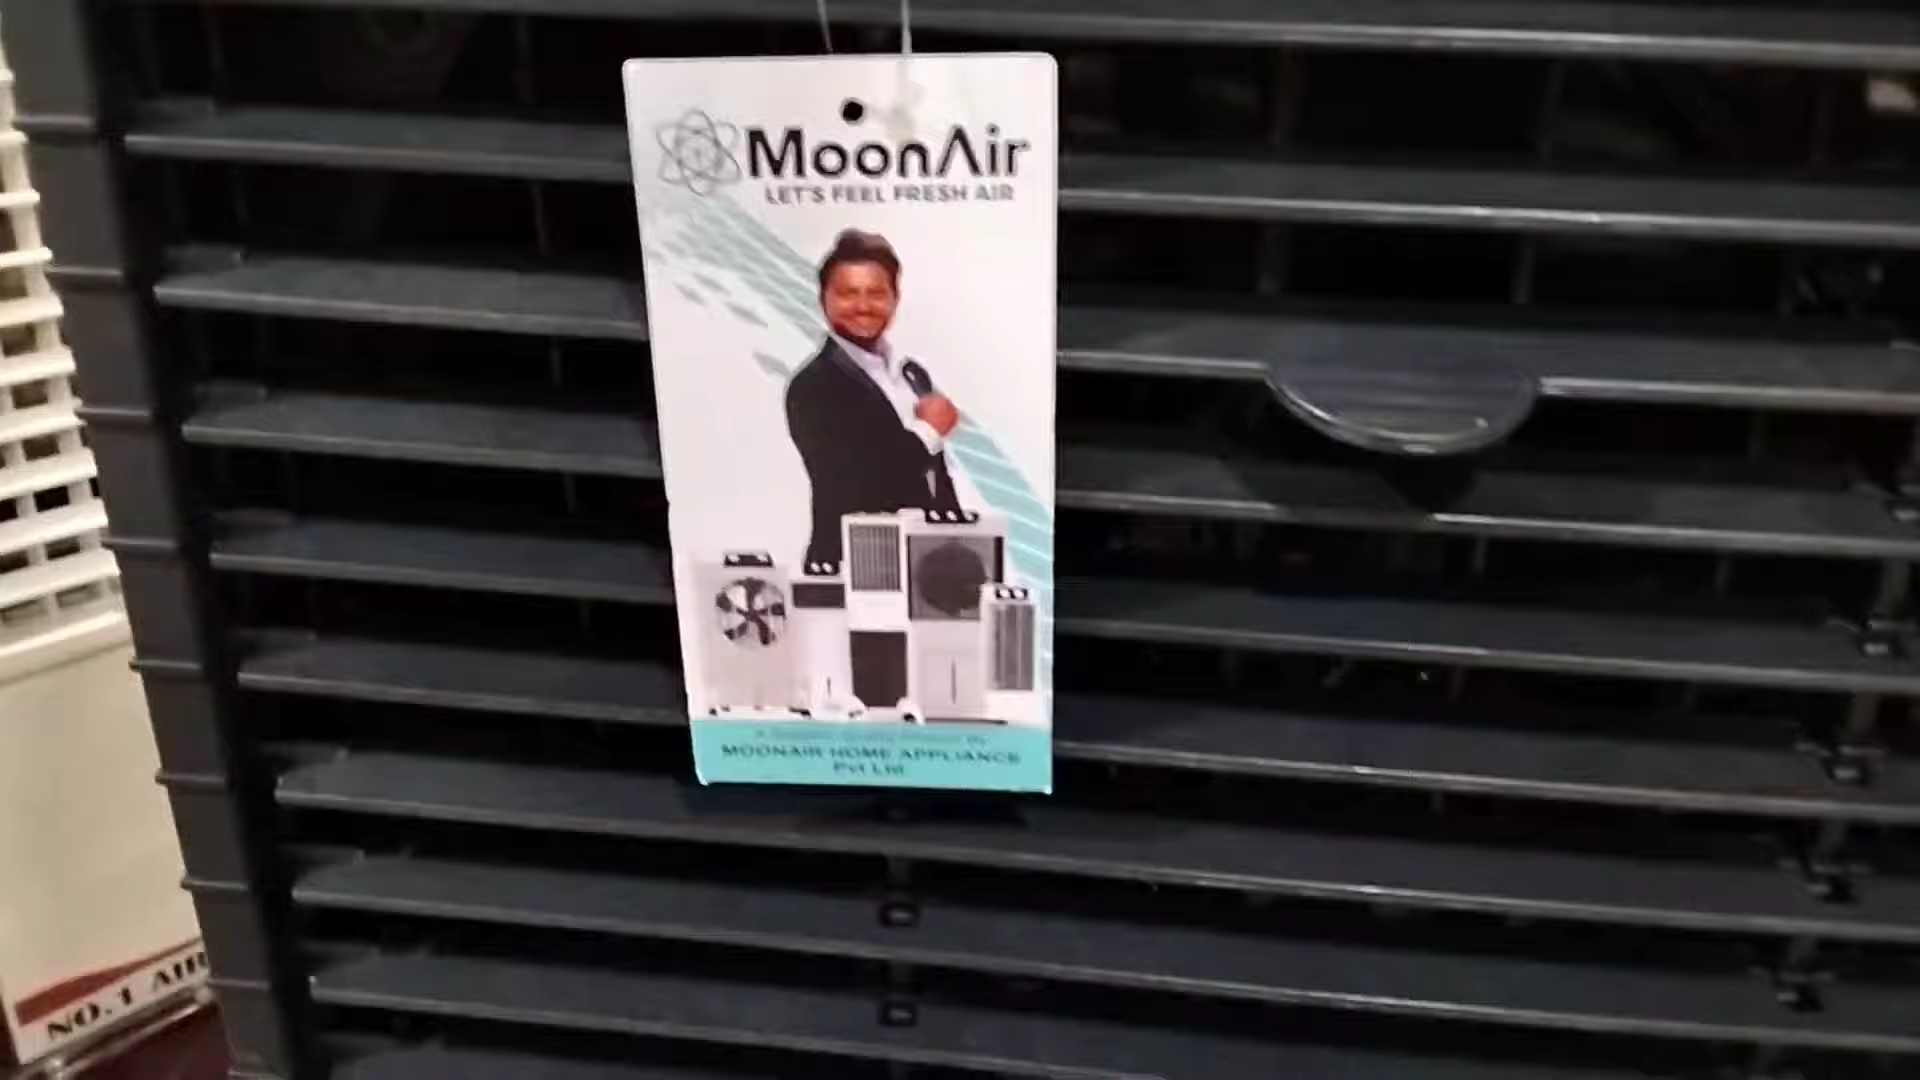 MoonAir
LET'S FEEL FRESH AIR
MOONAIR HOME APPLIANCE
Pvt Ltd
NO.1 AIR